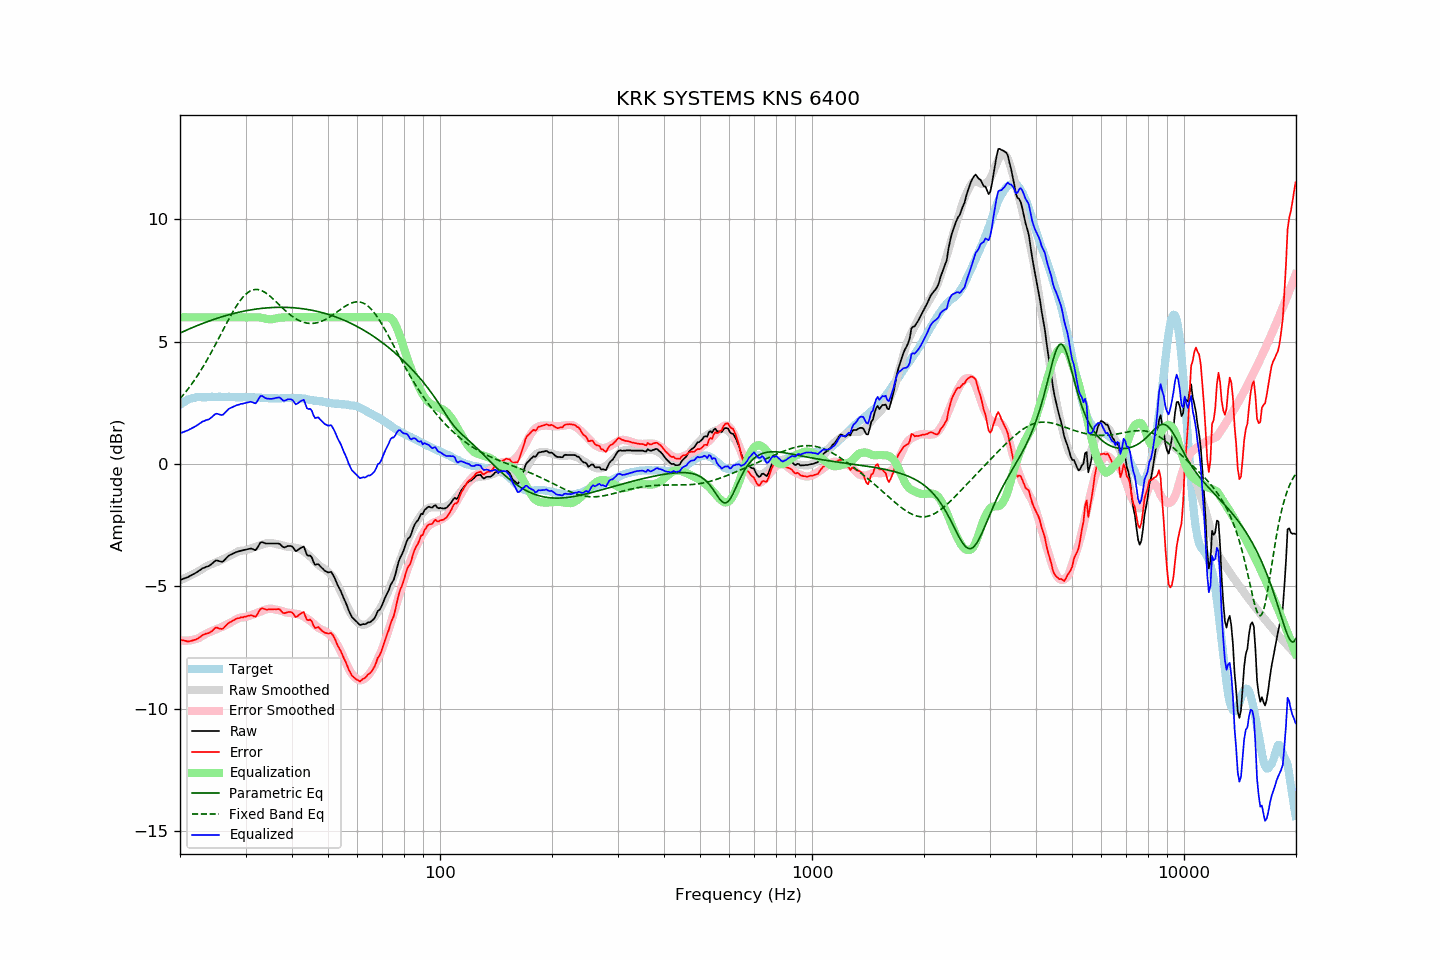 KRK SYSTEMS KNS 6400
Amplitude (dBr)
10
5
0
−5
−10
−15
Target
Raw Smoothed
Error Smoothed
Raw
Error
Equalization
Parametric Eq
Fixed Band Eq
Equalized
100
1000
10000
Frequency (Hz)